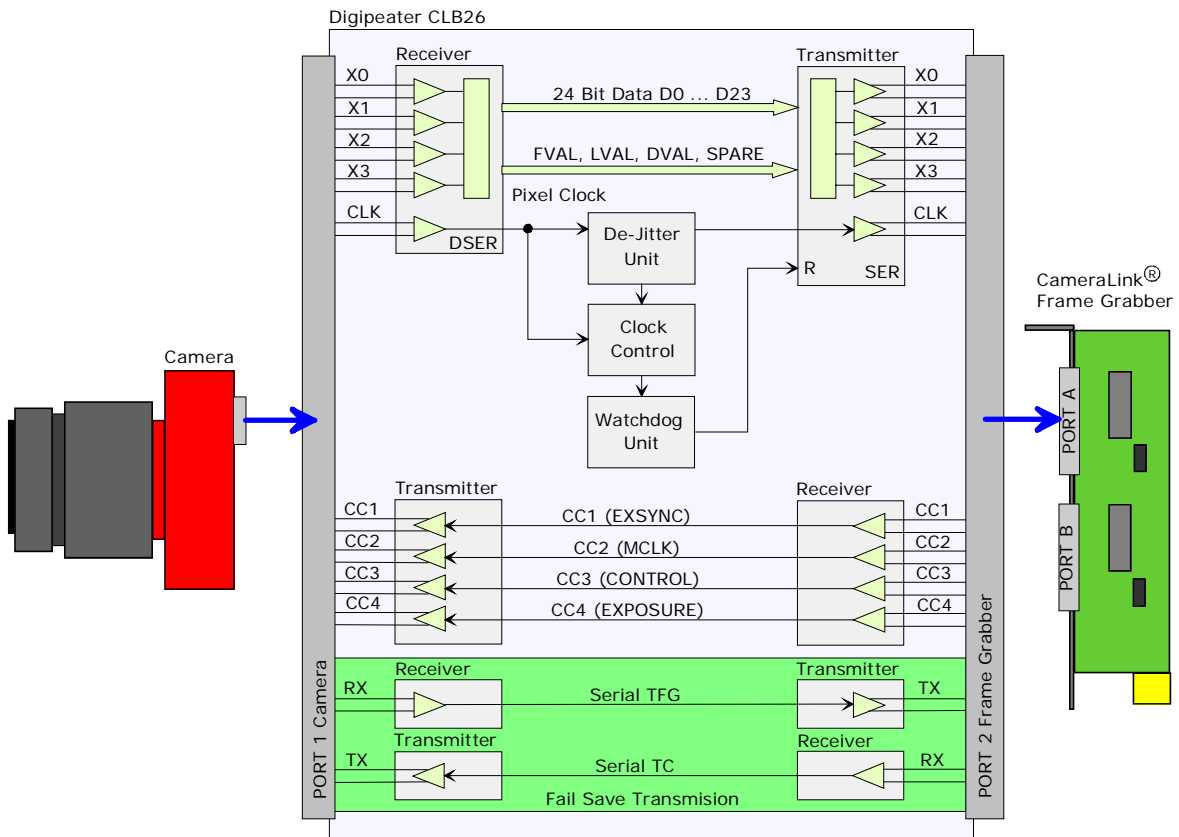 Digipeater CLB26
Receiver
Transmitter
X0
X1
X2
X3
CLK
DSER
24 Bit Data D0 ... D23
FVAL, LVAL, DVAL, SPARE
Pixel Clock
De-Jitter
Unit
Clock
Control
Watchdog
Unit
R
SER
X0
X1
X2
X3
CLK
CameraLink®
Frame Grabber
Camera
PORT A
PORT B
Transmitter
Receiver
CC1
CC1 (EXSYNC)
CC1
CC2
CC2 (MCLK)
CC2
CC3
CC3 (CONTROL)
CC3
CC4
CC4 (EXPOSURE)
CC4
Receiver
Transmitter
RX
Serial TFG
TX
Transmitter
Receiver
TX
Serial TC
RX
Fail Save Transmision
PORT 1 Camera
PORT 2 Frame Grabber